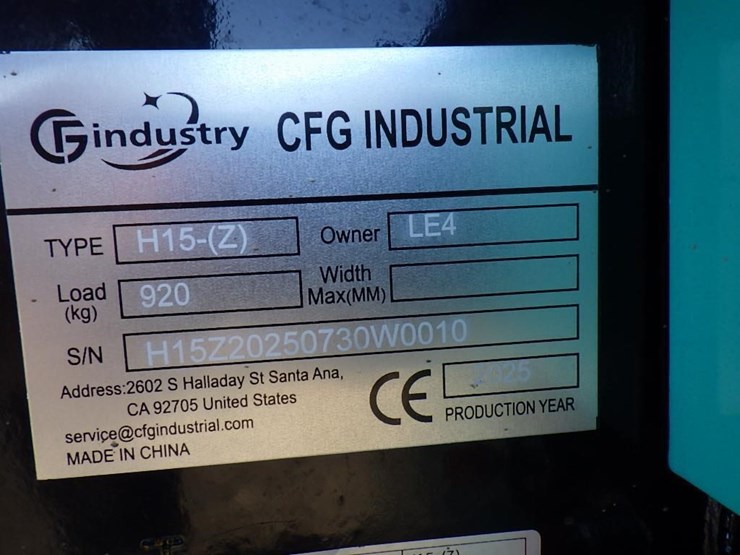 CFindustry CFG INDUSTRIAL
TYPE H15-(Z) Owner LE4
Load (kg) 920 Width Max(MM)
S/N H15Z20250730W0010
Address:2602 S Halladay St Santa Ana,
CA 92705 United States
service@cfgindustrial.com
MADE IN CHINA
CE
PRODUCTION YEAR